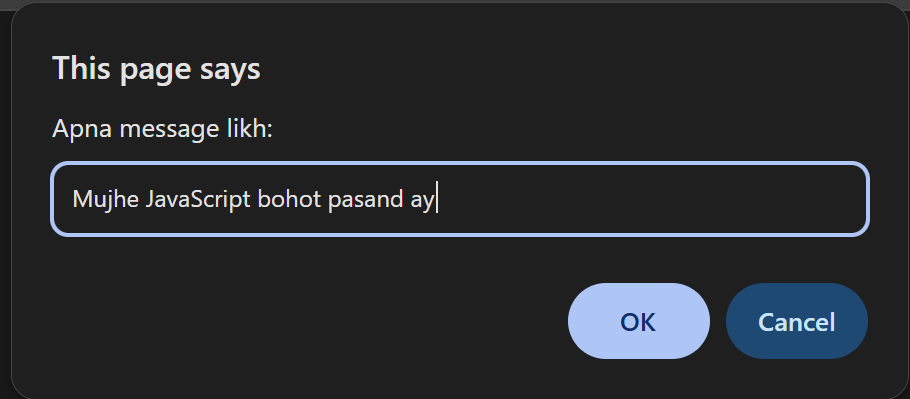 This page says
Apna message likh:
Mujhe JavaScript bohot pasand ay
OK
Cancel